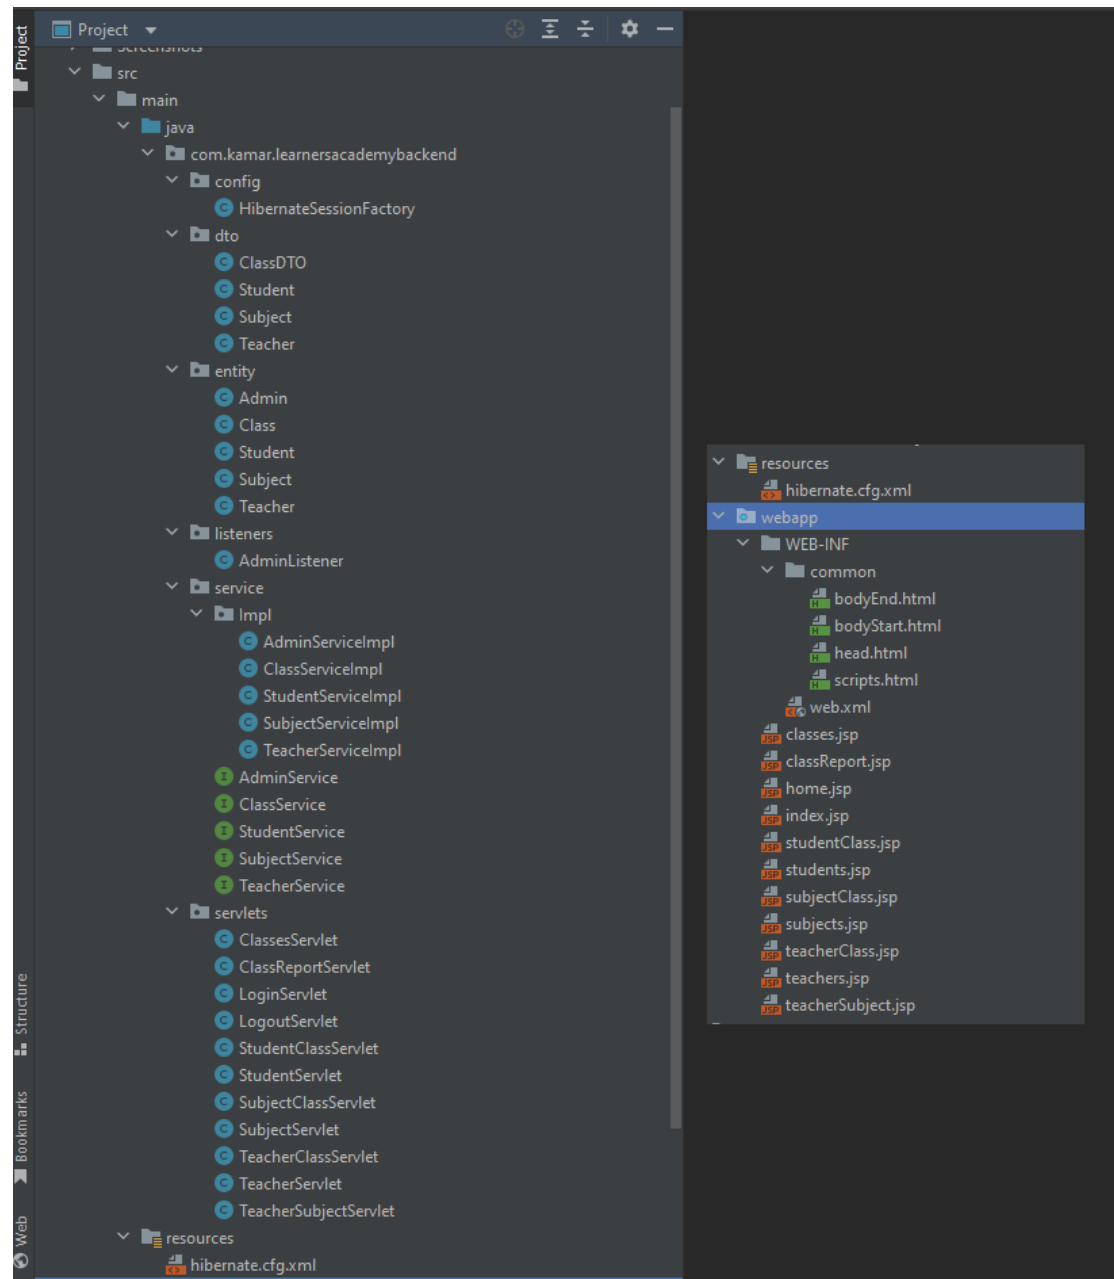 Project
Project
Screenshots
src
main
java
com.kamar.learnersacademybackend
config
HibernateSessionFactory
dto
ClassDTO
Student
Subject
Teacher
entity
Admin
Class
Student
Subject
Teacher
listeners
AdminListener
service
Impl
AdminServiceImpl
ClassServiceImpl
StudentServiceImpl
SubjectServiceImpl
TeacherServiceImpl
AdminService
ClassService
StudentService
SubjectService
TeacherService
servlets
ClassesServlet
ClassReportServlet
LoginServlet
LogoutServlet
StudentClassServlet
StudentServlet
SubjectClassServlet
SubjectServlet
TeacherClassServlet
TeacherServlet
TeacherSubjectServlet
resources
hibernate.cfg.xml
Structure
Bookmarks
Web
resources
hibernate.cfg.xml
webapp
WEB-INF
common
bodyEnd.html
bodyStart.html
head.html
scripts.html
web.xml
classes.jsp
classReport.jsp
home.jsp
index.jsp
studentClass.jsp
students.jsp
subjectClass.jsp
subjects.jsp
teacherClass.jsp
teachers.jsp
teacherSubject.jsp